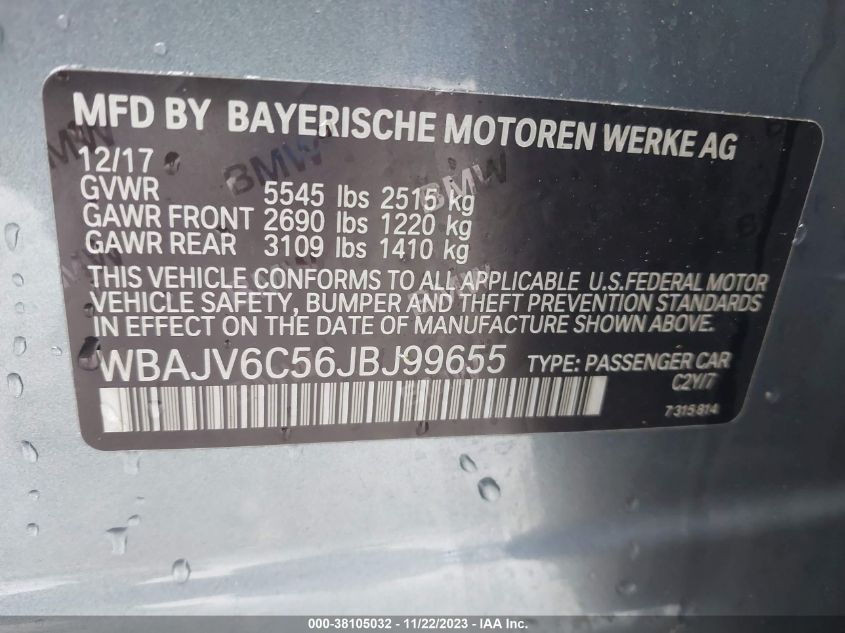 MFD BY BAYERISCHE MOTOREN WERKE AG
12/17
GVWR 5545 lbs 2515 kg
GAWR FRONT 2690 lbs 1220 kg
GAWR REAR 3109 lbs 1410 kg
THIS VEHICLE CONFORMS TO ALL APPLICABLE U.S.FEDERAL MOTOR
VEHICLE SAFETY, BUMPER AND THEFT PREVENTION STANDARDS
IN EFFECT ON THE DATE OF MANUFACTURE SHOWN ABOVE.
WBAJV6C56JBJ99655 TYPE: PASSENGER CAR
C2Y/7
7315814
BMW
BMW
000-38105032 - 11/22/2023 - IAA Inc.